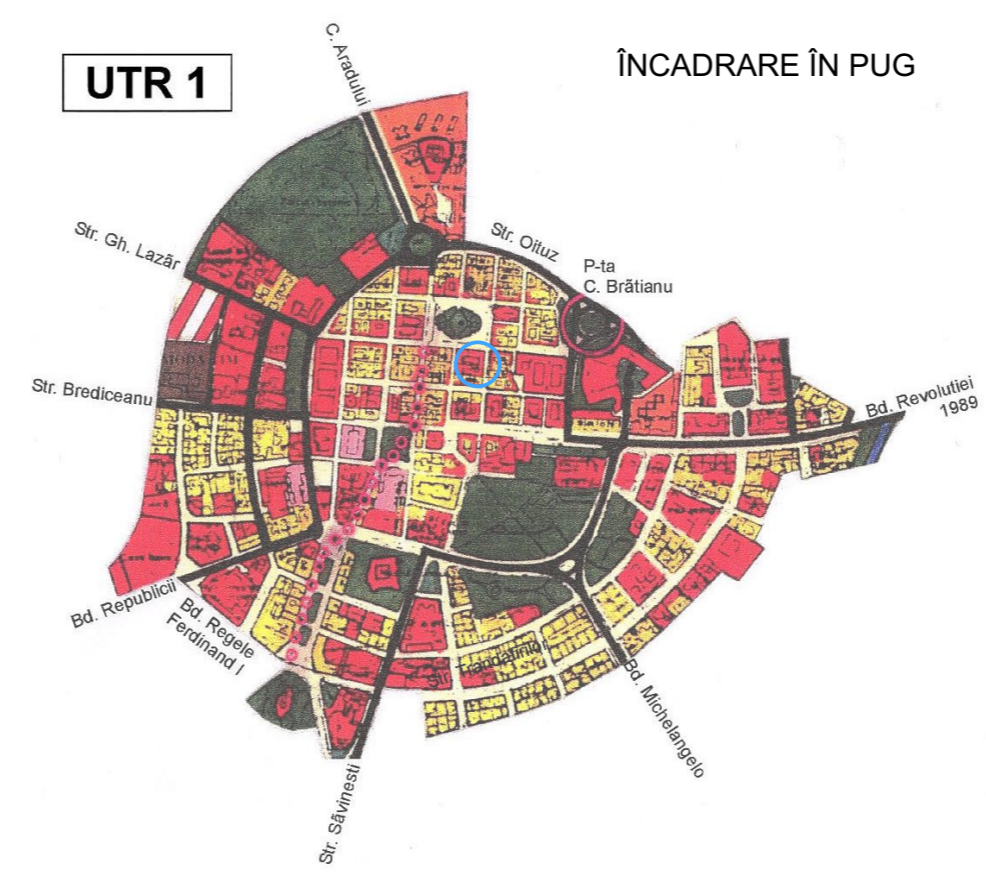 UTR 1
ÎNCADRARE ÎN PUG
C. Aradului
Str. Gh. Lazăr
Str. Oituz
P-ta
C. Brătianu
Str. Brediceanu
Bd. Revolutiei
1989
Bd. Republicii
Bd. Regele
Ferdinand I
Bd. Michelangelo
Str. Săvinesti